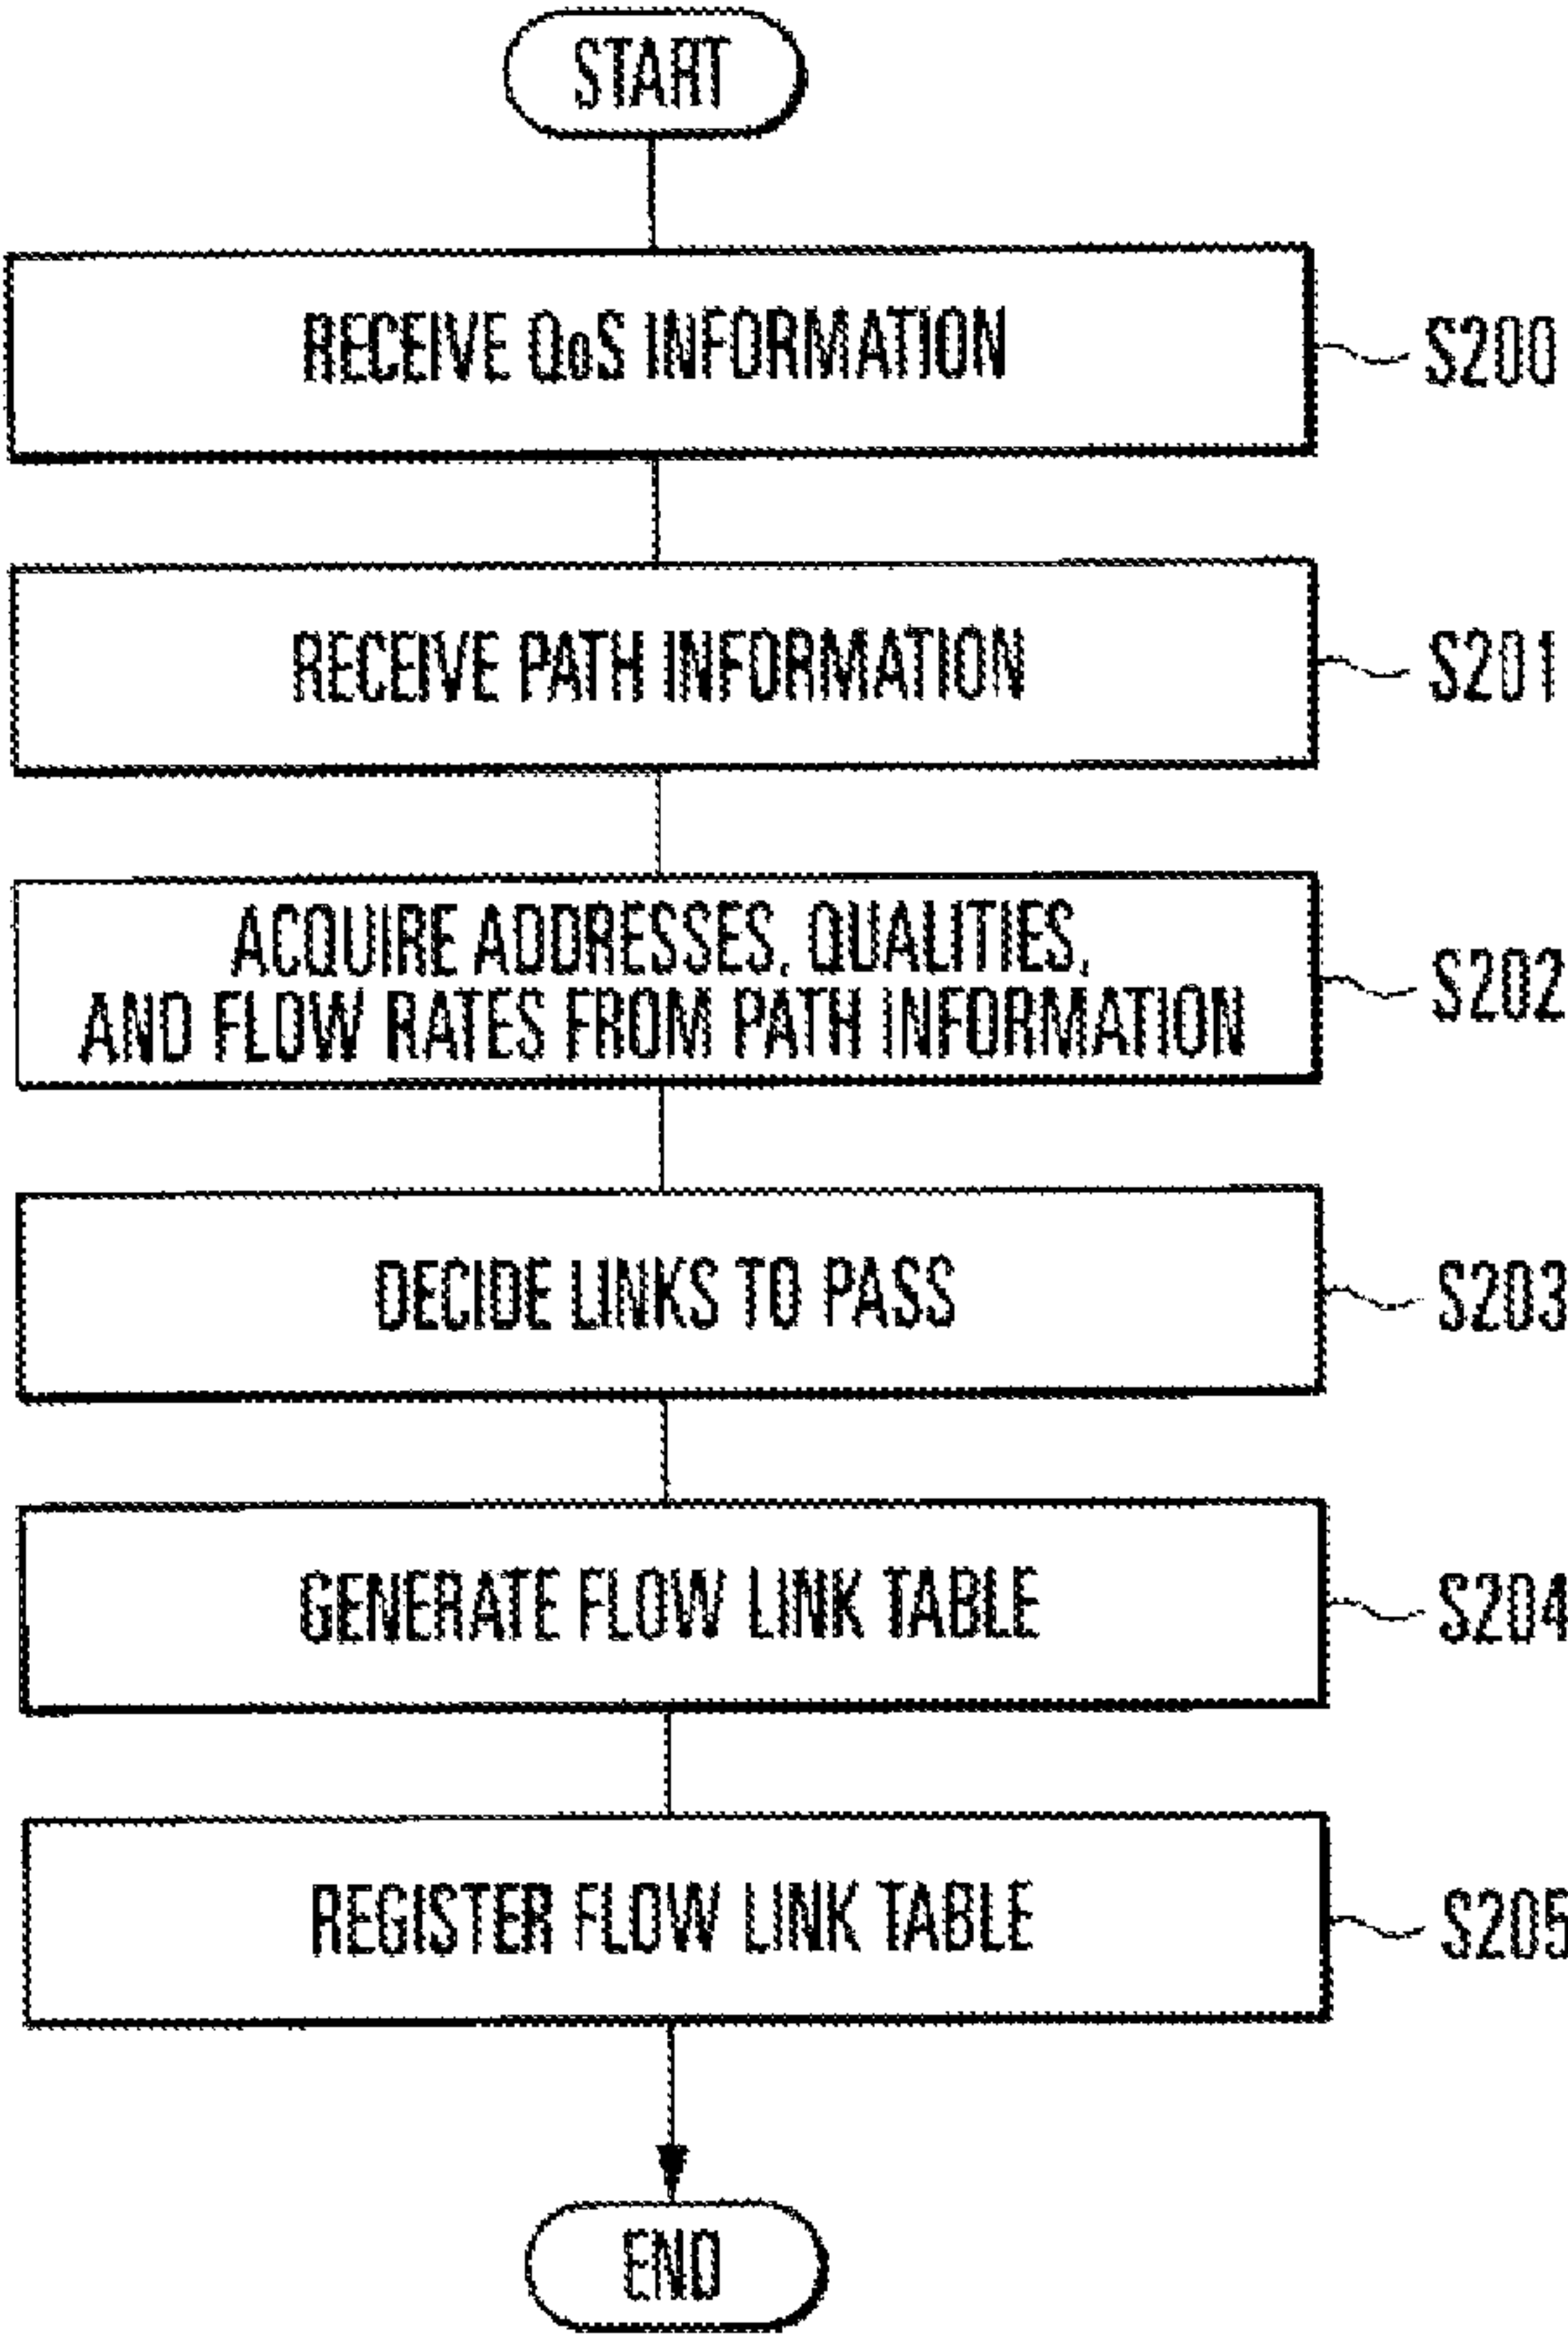 START
RECEIVE QoS INFORMATION
S200
RECEIVE PATH INFORMATION
S201
ACQUIRE ADDRESSES, QUALITIES,
AND FLOW RATES FROM PATH INFORMATION
S202
DECIDE LINKS TO PASS
S203
GENERATE FLOW LINK TABLE
S204
REGISTER FLOW LINK TABLE
S205
END